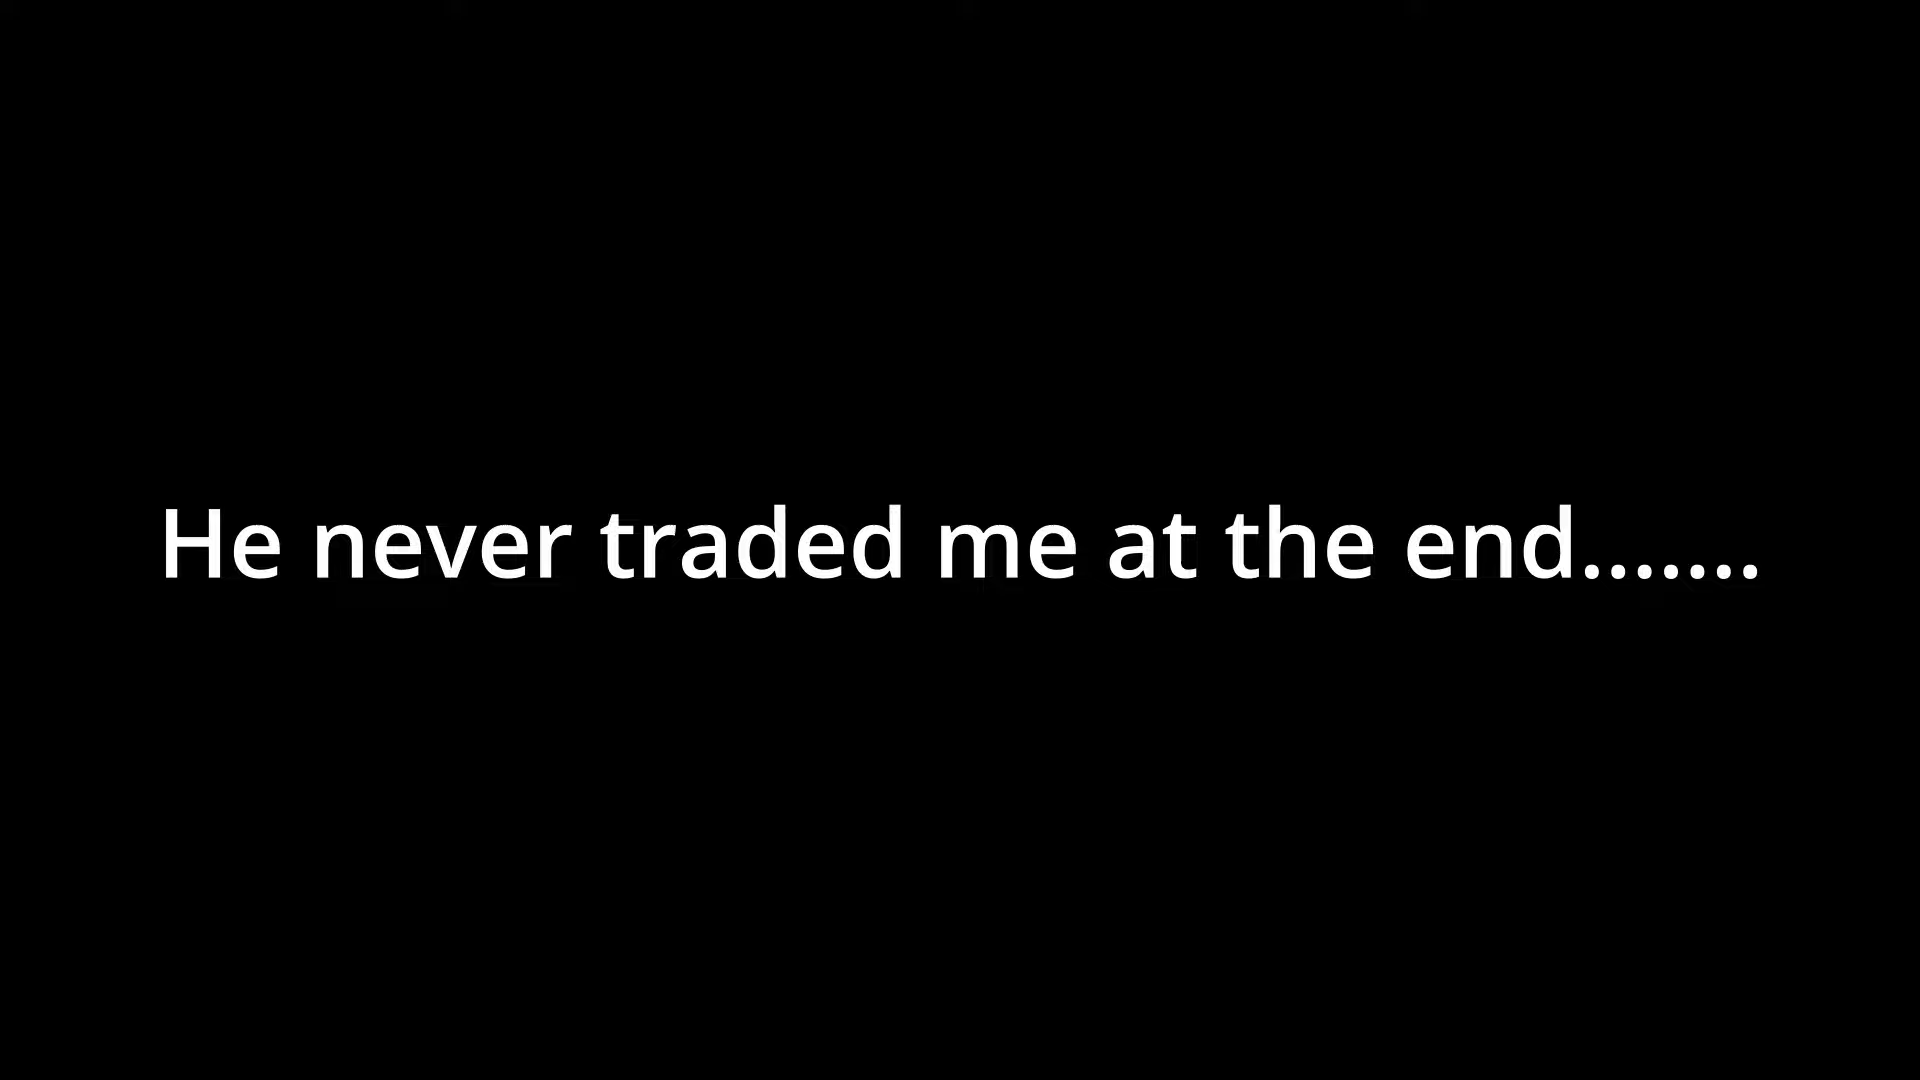 He never traded me at the end.......